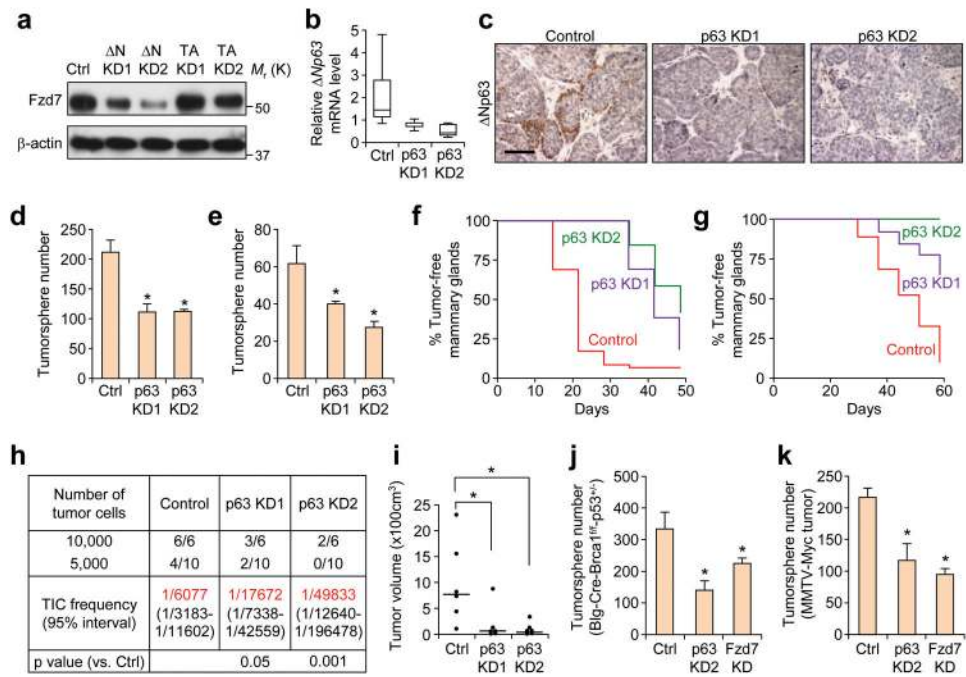 a
ΔN ΔN TA TA
Ctrl KD1 KD2 KD1 KD2 Mr (K)
Fzd7
50
β-actin
37
b
Relative ΔNp63
mRNA level
5
4
3
2
1
0
Ctrl p63 p63
KD1 KD2
c
Control p63 KD1 p63 KD2
ΔNp63
d
Tumorsphere number
250
200
150
100
50
0
* *
Ctrl p63 p63
KD1 KD2
e
Tumorsphere number
80
60
40
20
0
* *
Ctrl p63 p63
KD1 KD2
f
% Tumor-free
mammary glands
100
75
50
25
0
p63 KD2
p63 KD1
Control
0 10 20 30 40 50
Days
g
% Tumor-free
mammary glands
100
75
50
25
0
p63 KD2
p63 KD1
Control
0 20 40 60
Days
h
Number of
tumor cells
Control p63 KD1 p63 KD2
10,000 6/6 3/6 2/6
5,000 4/10 2/10 0/10
TIC frequency
(95% interval)
1/6077 1/17672 1/49833
(1/3183- (1/7338- (1/12640-
1/11602) 1/42559) 1/196478)
p value (vs. Ctrl) 0.05 0.001
i
Tumor volume (x100cm³)
25
20
15
10
5
0
*
*
Ctrl p63 p63
KD1 KD2
j
Tumorsphere number
(Blg-Cre-Brca1f/f-p53+/-)
500
400
300
200
100
0
* *
Ctrl p63 Fzd7
KD2 KD
k
Tumorsphere number
(MMTV-Myc tumor)
250
200
150
100
50
0
* *
Ctrl p63 Fzd7
KD2 KD